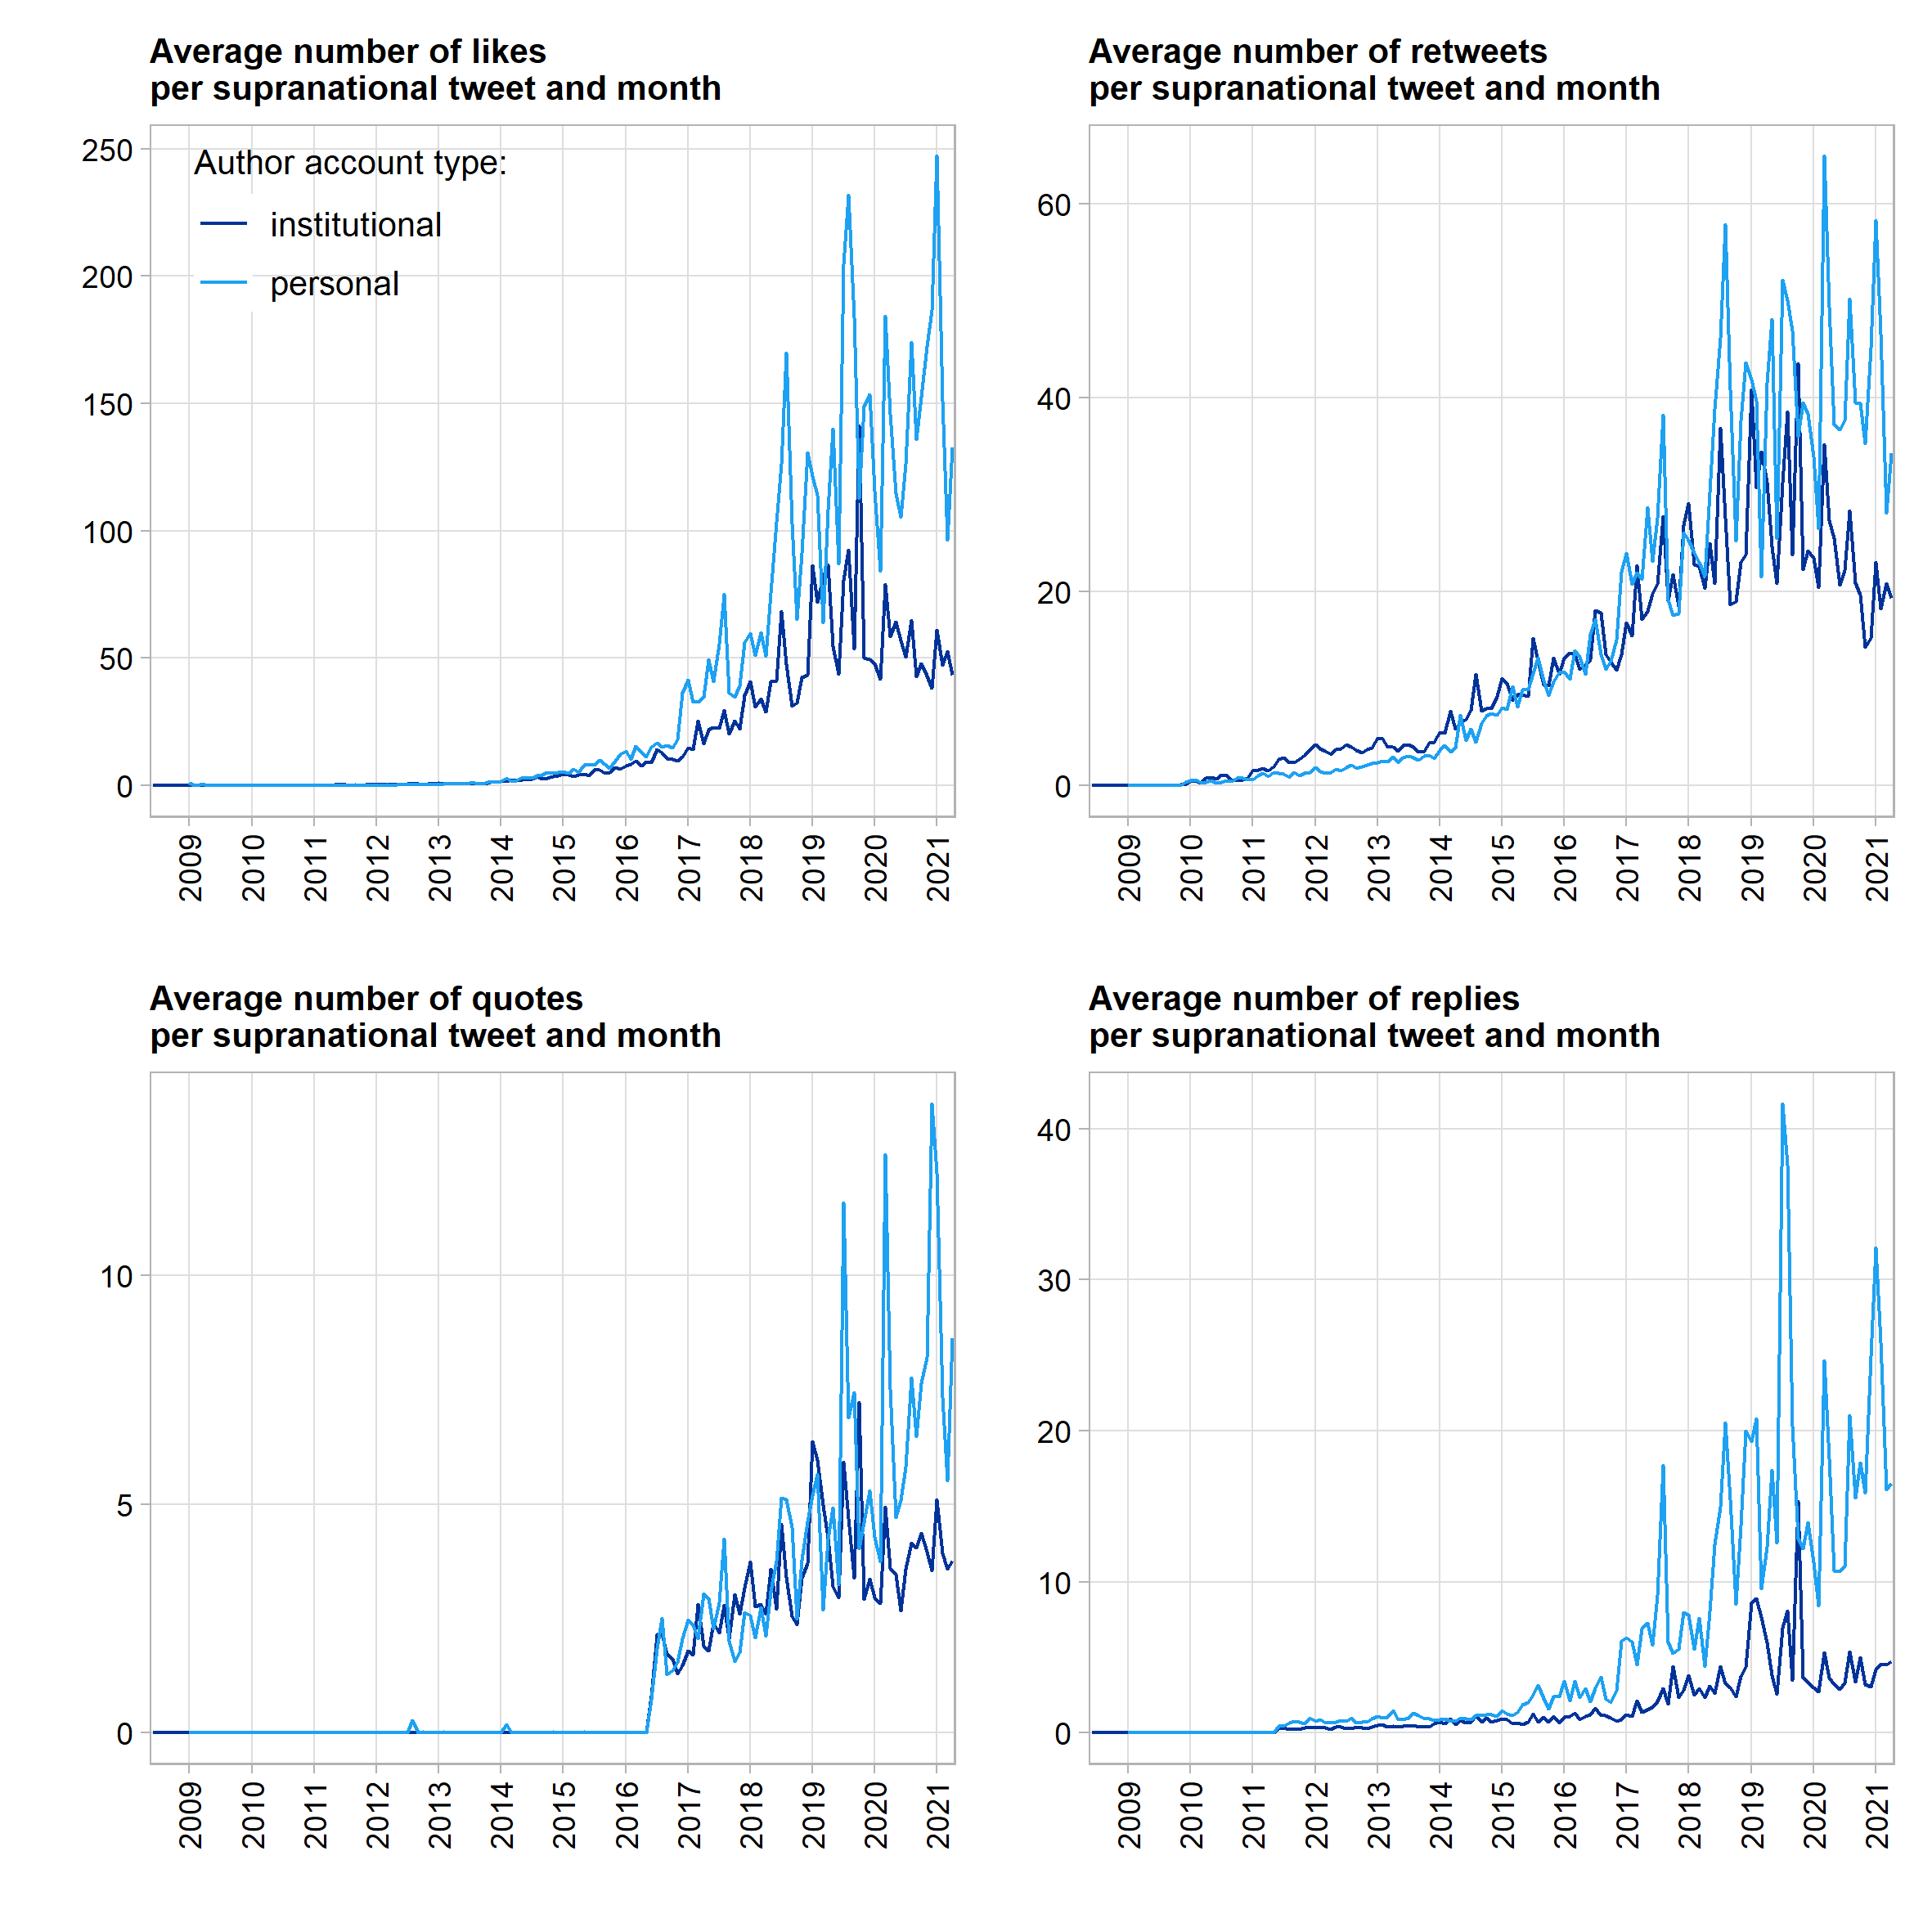 Average number of likes
per supranational tweet and month
250
200
150
100
50
0
Author account type:
institutional
personal
2009 2010 2011 2012 2013 2014 2015 2016 2017 2018 2019 2020 2021
Average number of retweets
per supranational tweet and month
60
40
20
0
2009 2010 2011 2012 2013 2014 2015 2016 2017 2018 2019 2020 2021
Average number of quotes
per supranational tweet and month
10
5
0
2009 2010 2011 2012 2013 2014 2015 2016 2017 2018 2019 2020 2021
Average number of replies
per supranational tweet and month
40
30
20
10
0
2009 2010 2011 2012 2013 2014 2015 2016 2017 2018 2019 2020 2021